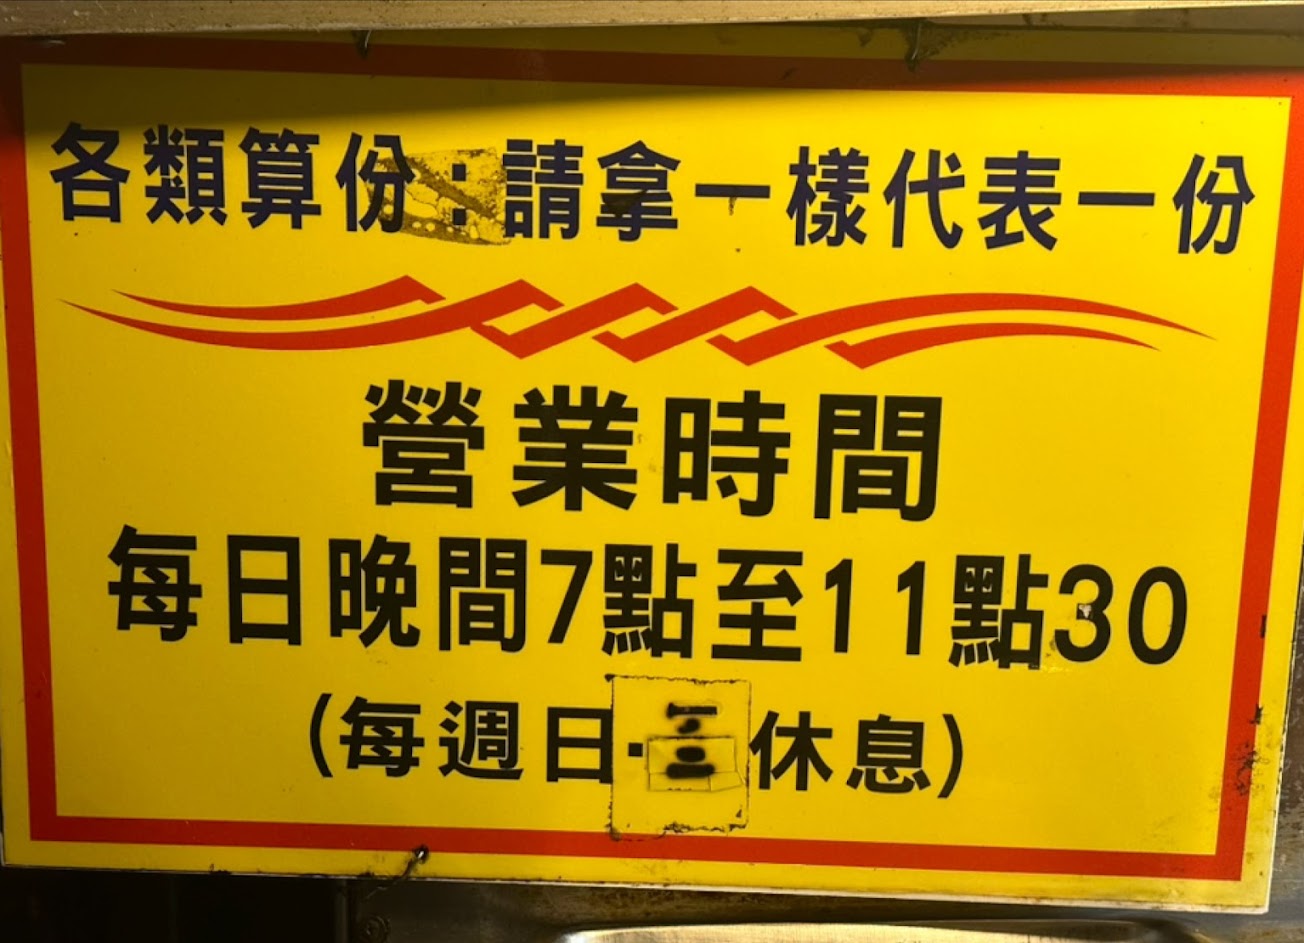 各類算份:請拿一樣代表一份
營業時間
每日晚間7點至11點30
(每週日·三休息)